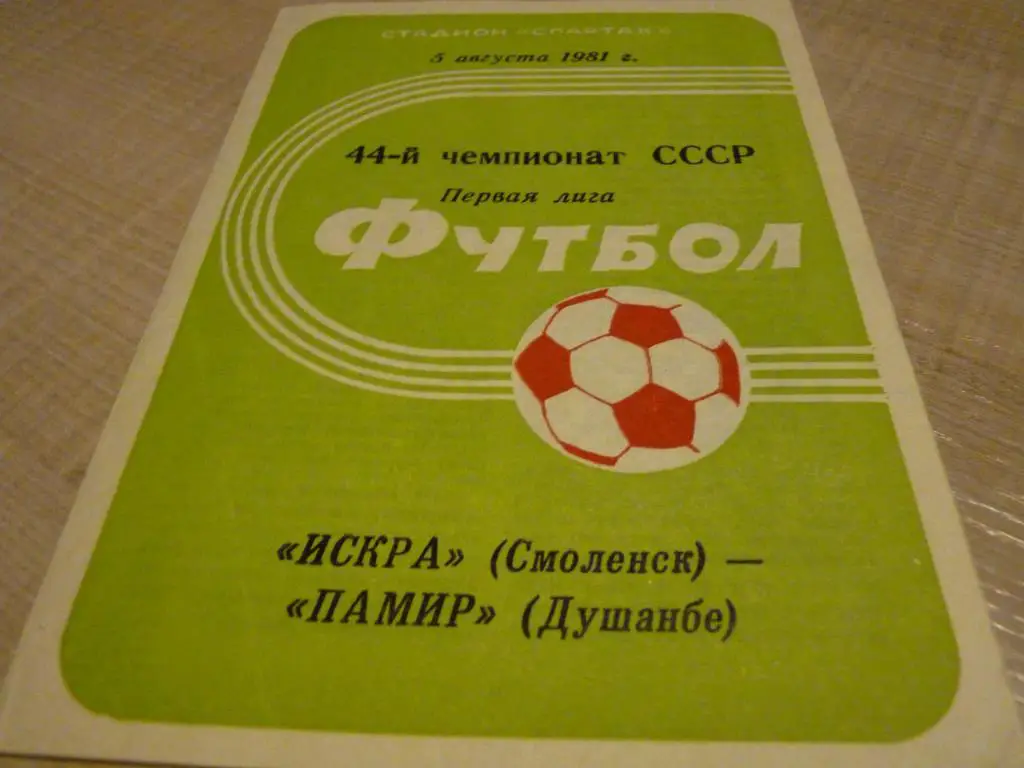 СТАДИОН «СПАРТАК»
5 августа 1981 г.
44-й чемпионат СССР
Первая лига
Футбол
«ИСКРА» (Смоленск) —
«ПАМИР» (Душанбе)